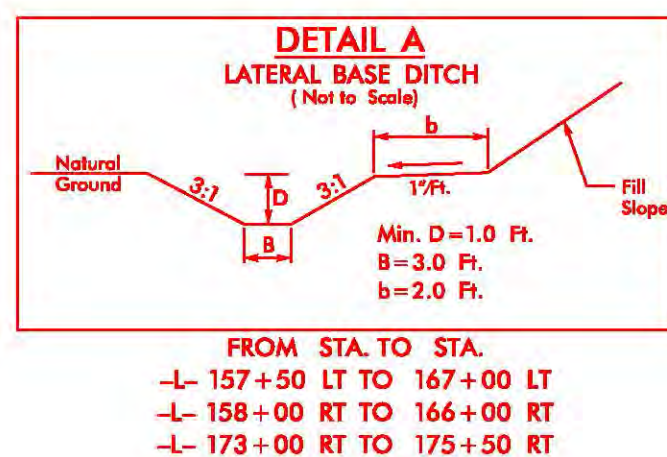 DETAIL A
LATERAL BASE DITCH
( Not to Scale)
b
Natural
Ground
3:1
D
3:1
1"/Ft.
Fill
Slope
B
Min. D=1.0 Ft.
B=3.0 Ft.
b=2.0 Ft.
FROM STA. TO STA.
-L- 157+50 LT TO 167+00 LT
-L- 158+00 RT TO 166+00 RT
-L- 173+00 RT TO 175+50 RT